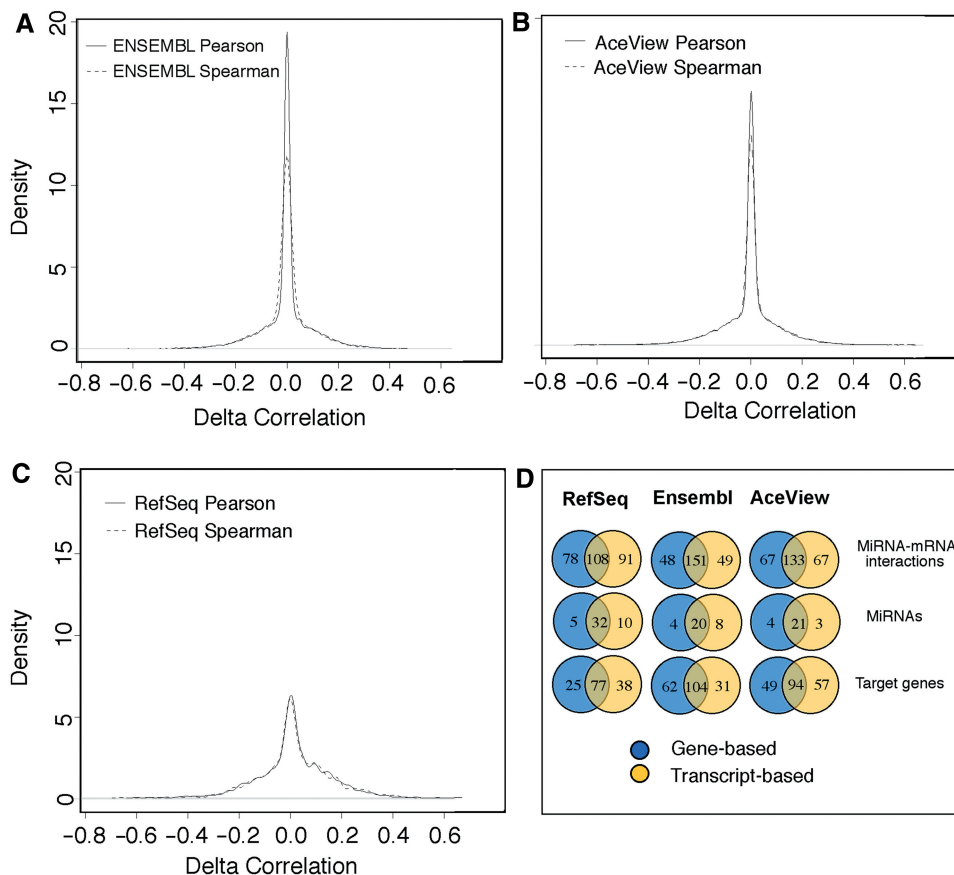 A
ENSEMBL Pearson
ENSEMBL Spearman
Density
20
15
10
5
0
−0.8 −0.6 −0.4 −0.2 0.0 0.2 0.4 0.6
Delta Correlation
B
AceView Pearson
AceView Spearman
−0.8 −0.6 −0.4 −0.2 0.0 0.2 0.4 0.6
Delta Correlation
C
RefSeq Pearson
RefSeq Spearman
Density
20
15
10
5
0
−0.8 −0.6 −0.4 −0.2 0.0 0.2 0.4 0.6
Delta Correlation
D
RefSeq Ensembl AceView
78 108 91 48 151 49 67 133 67 MiRNA-mRNA
interactions
5 32 10 4 20 8 4 21 3 MiRNAs
25 77 38 62 104 31 49 94 57 Target genes
Gene-based
Transcript-based